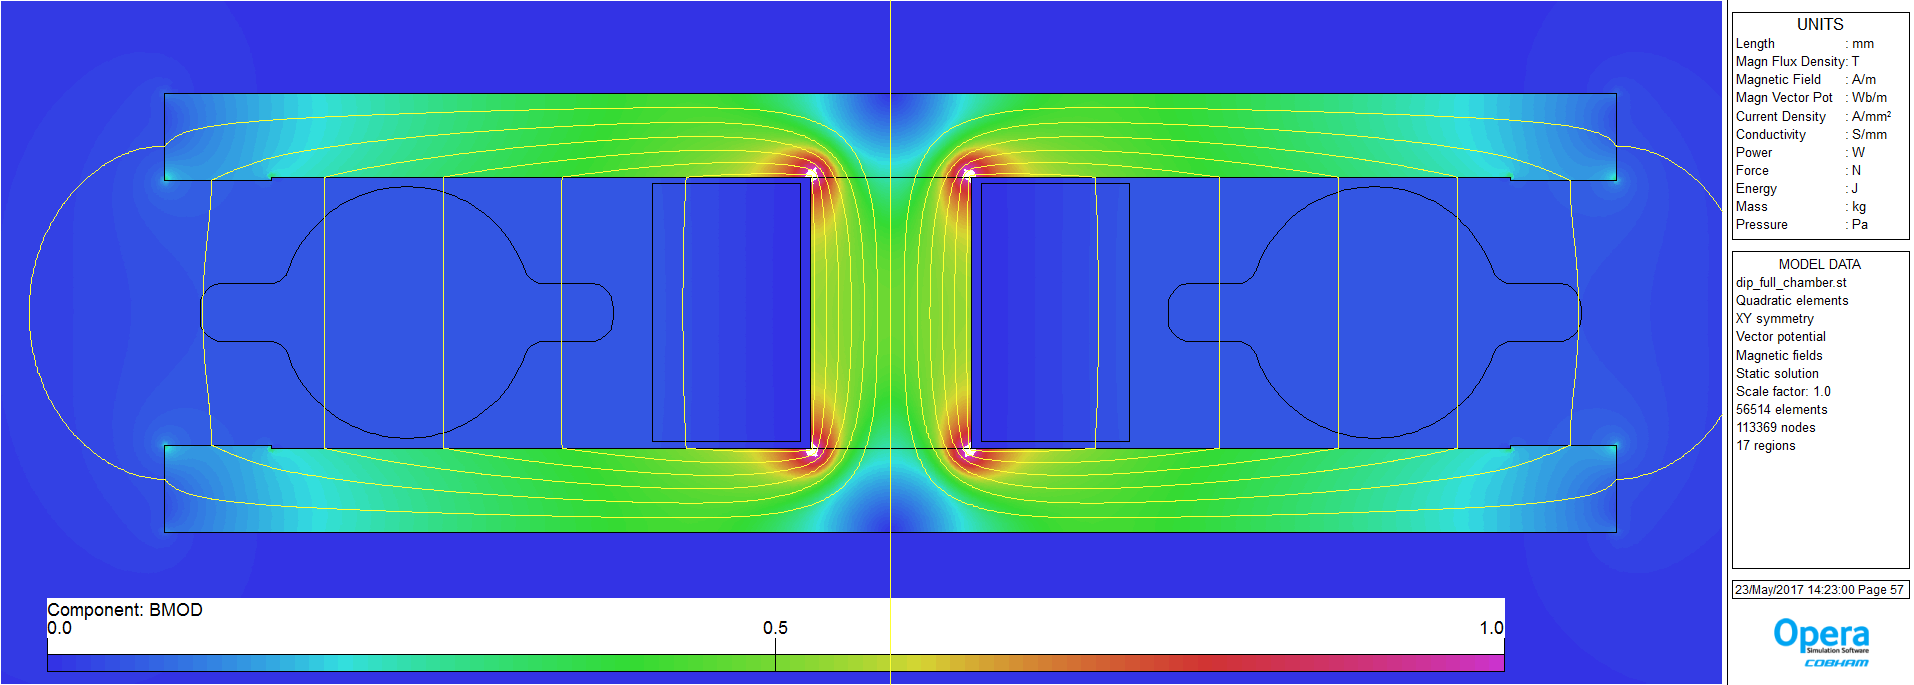 UNITS
Length : mm
Magn Flux Density: T
Magnetic Field : A/m
Magn Vector Pot : Wb/m
Current Density : A/mm²
Conductivity : S/mm
Power : W
Force : N
Energy : J
Mass : kg
Pressure : Pa
MODEL DATA
dip_full_chamber.st
Quadratic elements
XY symmetry
Vector potential
Magnetic fields
Static solution
Scale factor: 1.0
56514 elements
113369 nodes
17 regions
23/May/2017 14:23:00 Page 57
Opera
Simulation Software
COBHAM
Component: BMOD
0.0 0.5 1.0